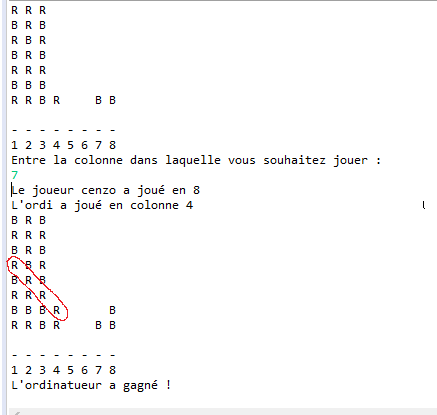 R R R
B R B
R B R
B R B
R R R
B B B
R R B R     B B
- - - - - - - -
1 2 3 4 5 6 7 8
Entre la colonne dans laquelle vous souhaitez jouer :
7
Le joueur cenzo a joué en 8
L'ordi a joué en colonne 4
B R B
R R R
B R B
R B R
B R B
R R R
B B B R       B
R R B R     B B
- - - - - - - -
1 2 3 4 5 6 7 8
L'ordinatueur a gagné !